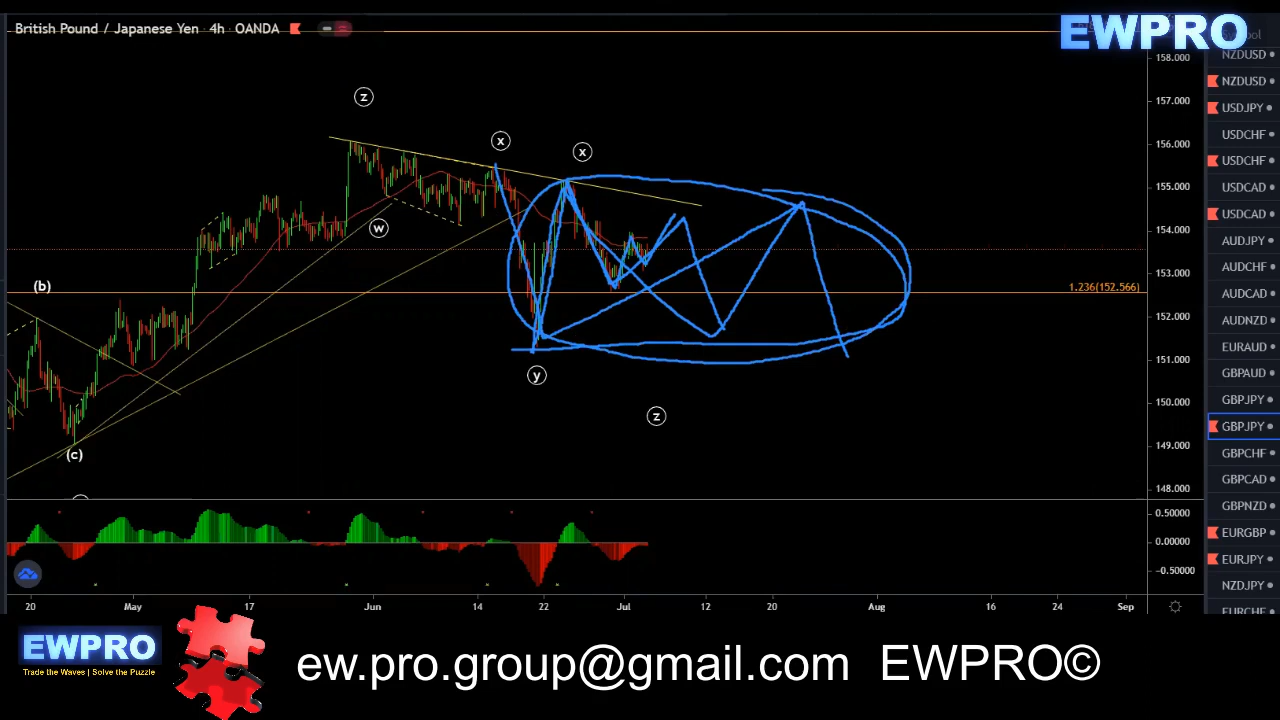 British Pound / Japanese Yen 4h OANDA
EWPRO
158.000
157.000
156.000
155.000
154.000
153.000
152.000
151.000
150.000
149.000
148.000
1.236(152.566)
z
x
x
w
(b)
y
z
(c)
0.50000
0.00000
-0.50000
20 May 17 Jun 14 22 Jul 12 20 Aug 16 24 Sep
NZDUSD
NZDUSD
USDJPY
USDCHF
USDCHF
USDCAD
USDCAD
AUDJPY
AUDCHF
AUDCAD
AUDNZD
EURAUD
GBPAUD
GBPJPY
GBPJPY
GBPCHF
GBPCAD
GBPNZD
EURGBP
EURJPY
NZDJPY
EURCHF
EWPRO
Trade the Waves | Solve the Puzzle
ew.pro.group@gmail.com EWPRO©